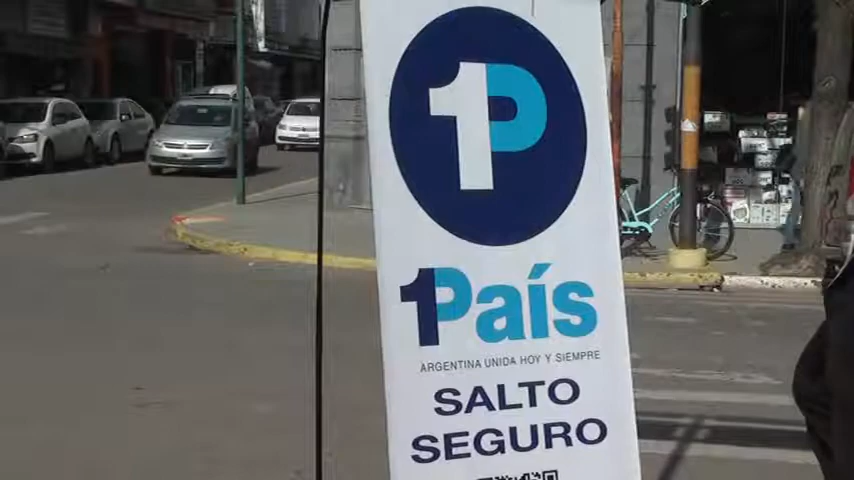 1P
1País
ARGENTINA UNIDA HOY Y SIEMPRE
SALTO
SEGURO